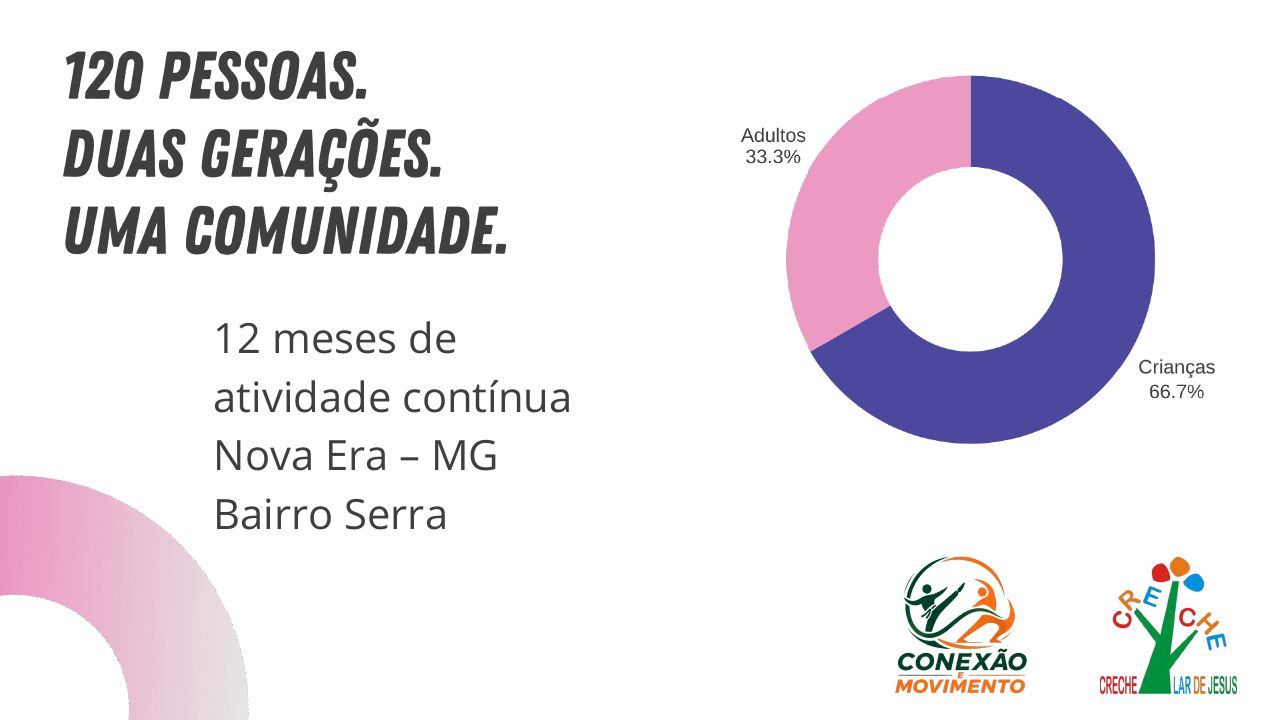 120 PESSOAS.
DUAS GERAÇÕES.
UMA COMUNIDADE.
12 meses de
atividade contínua
Nova Era – MG
Bairro Serra
Adultos
33.3%
Crianças
66.7%
CONEXÃO
E
MOVIMENTO
CRECHE
CRECHE LAR DE JESUS